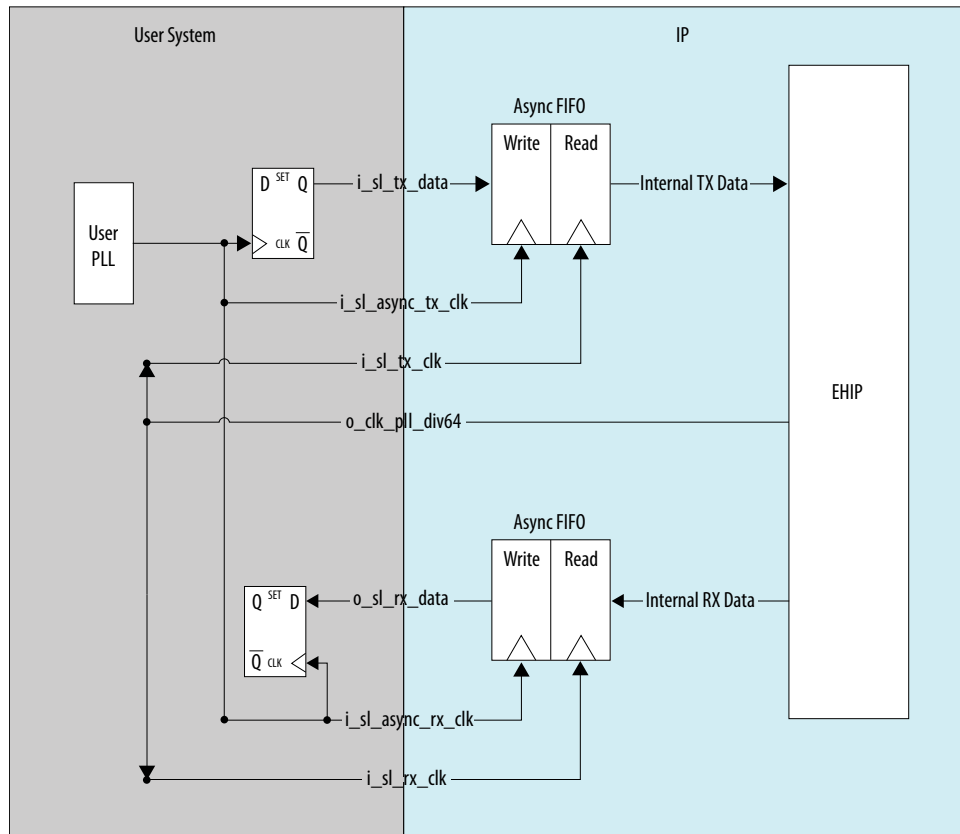 User System
IP
Async FIFO
Write
Read
D SET Q
i_sl_tx_data
Internal TX Data
User
PLL
CLK Q
i_sl_async_tx_clk
i_sl_tx_clk
o_clk_pll_div64
EHIP
Async FIFO
Write
Read
Q SET D
o_sl_rx_data
Internal RX Data
Q CLK
i_sl_async_rx_clk
i_sl_rx_clk